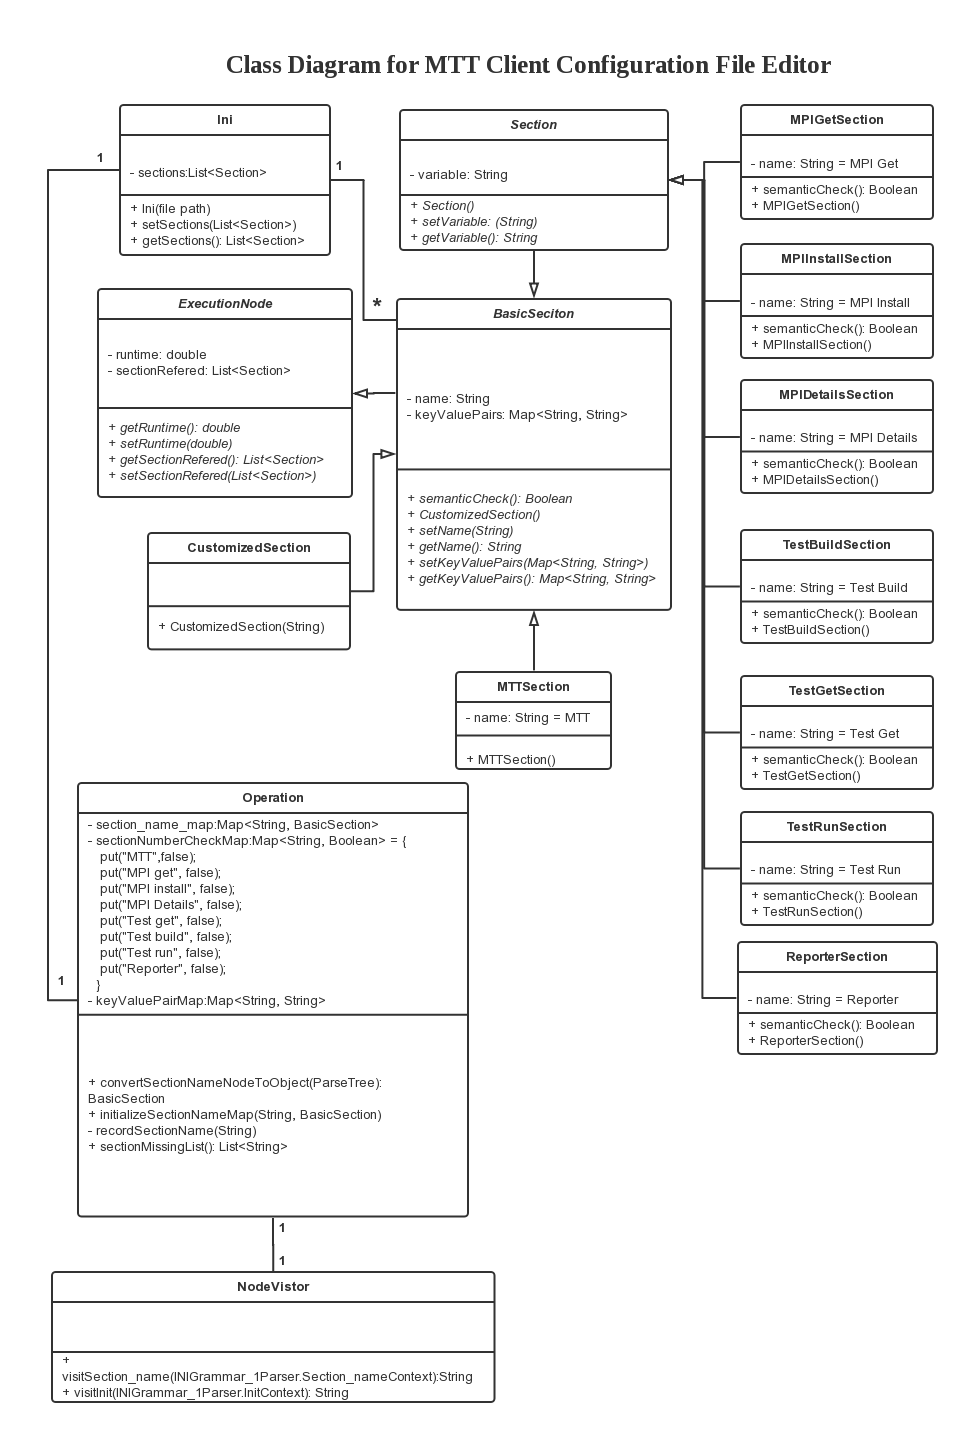 Class Diagram for MTT Client Configuration File Editor
Ini
- sections:List<Section>
+ Ini(file path)
+ setSections(List<Section>)
+ getSections(): List<Section>
1
1
Section
- variable: String
+ Section()
+ setVariable: (String)
+ getVariable(): String
MPIGetSection
- name: String = MPI Get
+ semanticCheck(): Boolean
+ MPIGetSection()
MPIInstallSection
- name: String = MPI Install
+ semanticCheck(): Boolean
+ MPIInstallSection()
ExecutionNode
- runtime: double
- sectionRefered: List<Section>
+ getRuntime(): double
+ setRuntime(double)
+ getSectionRefered(): List<Section>
+ setSectionRefered(List<Section>)
*
BasicSeciton
- name: String
- keyValuePairs: Map<String, String>
+ semanticCheck(): Boolean
+ CustomizedSection()
+ setName(String)
+ getName(): String
+ setKeyValuePairs(Map<String, String>)
+ getKeyValuePairs(): Map<String, String>
MPIDetailsSection
- name: String = MPI Details
+ semanticCheck(): Boolean
+ MPIDetailsSection()
CustomizedSection
+ CustomizedSection(String)
TestBuildSection
- name: String = Test Build
+ semanticCheck(): Boolean
+ TestBuildSection()
MTTSection
- name: String = MTT
+ MTTSection()
TestGetSection
- name: String = Test Get
+ semanticCheck(): Boolean
+ TestGetSection()
Operation
- section_name_map:Map<String, BasicSection>
- sectionNumberCheckMap:Map<String, Boolean> = {
put("MTT",false);
put("MPI get", false);
put("MPI install", false);
put("MPI Details", false);
put("Test get", false);
put("Test build", false);
put("Test run", false);
put("Reporter", false);
}
- keyValuePairMap:Map<String, String>
+ convertSectionNameNodeToObject(ParseTree):
BasicSection
+ initializeSectionNameMap(String, BasicSection)
- recordSectionName(String)
+ sectionMissingList(): List<String>
1
TestRunSection
- name: String = Test Run
+ semanticCheck(): Boolean
+ TestRunSection()
ReporterSection
- name: String = Reporter
+ semanticCheck(): Boolean
+ ReporterSection()
1
1
NodeVistor
+
visitSection_name(INIGrammar_1Parser.Section_nameContext):String
+ visitInit(INIGrammar_1Parser.InitContext): String